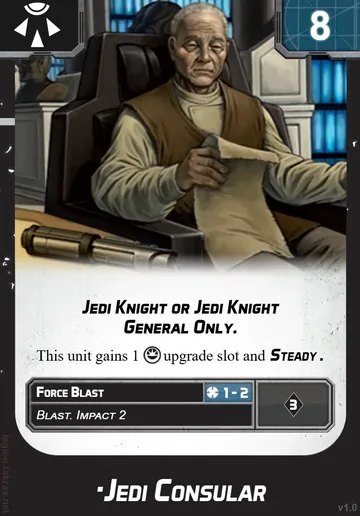 8
Jedi Knight or Jedi Knight
General Only.
This unit gains 1 upgrade slot and Steady.
Force Blast 1 - 2
3
Blast. Impact 2
•Jedi Consular
v1.0